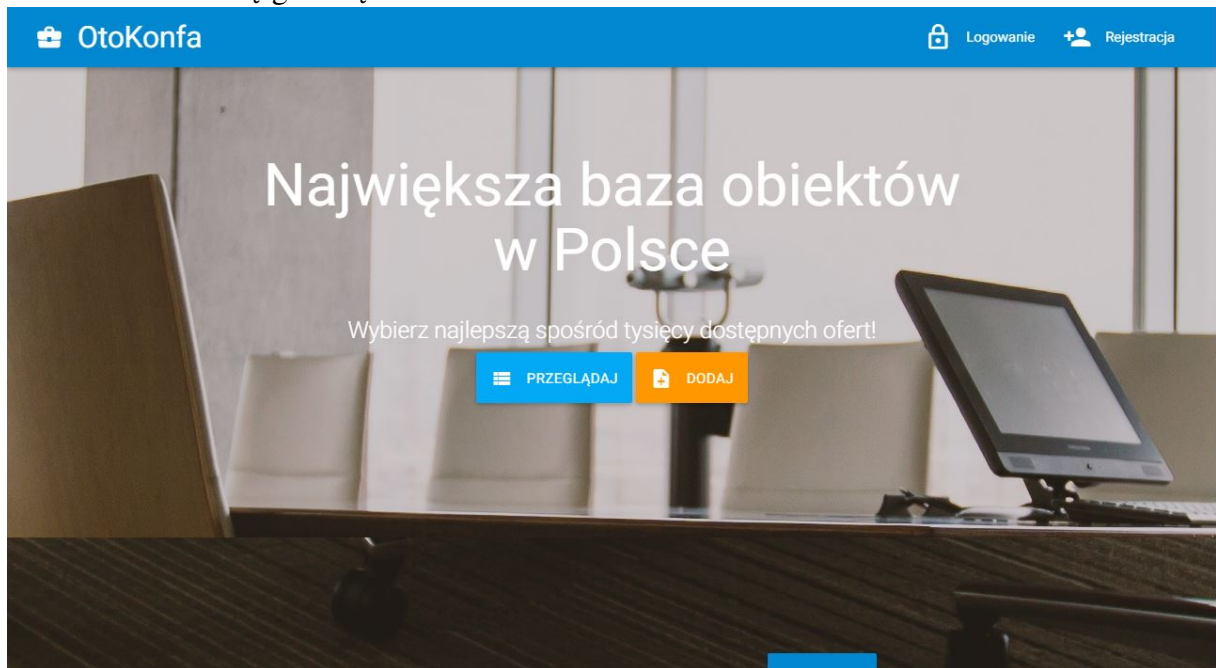 OtoKonfa
Logowanie
Rejestracja
Największa baza obiektów
w Polsce
Wybierz najlepszą spośród tysięcy dostępnych ofert!
PRZEGLĄDAJ
DODAJ